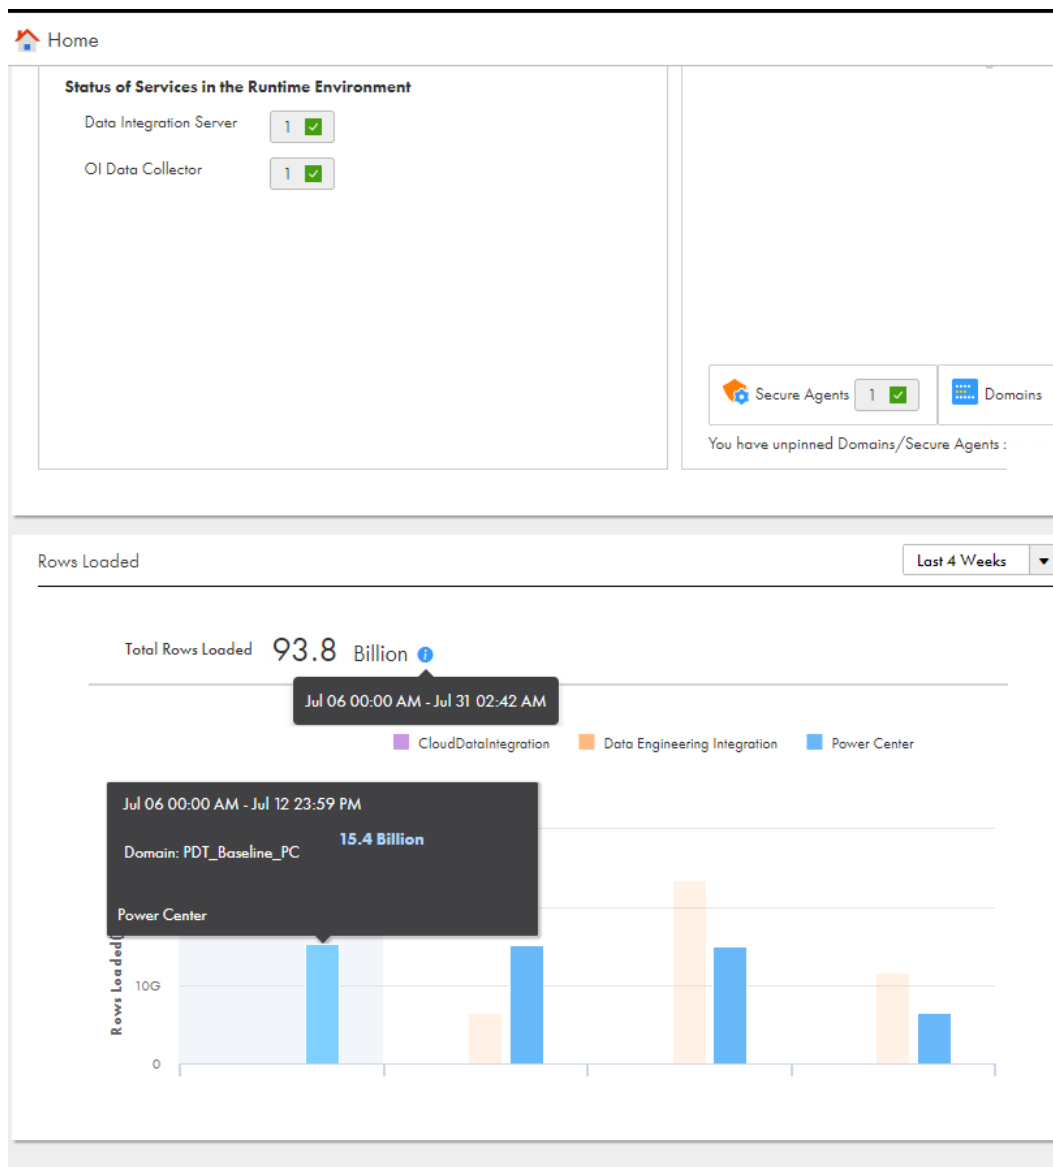 Home
Status of Services in the Runtime Environment
Data Integration Server 1
OI Data Collector 1
Secure Agents 1 Domains
You have unpinned Domains/Secure Agents :
Rows Loaded Last 4 Weeks
Total Rows Loaded 93.8 Billion
Jul 06 00:00 AM - Jul 31 02:42 AM
CloudDataIntegration Data Engineering Integration Power Center
Jul 06 00:00 AM - Jul 12 23:59 PM
15.4 Billion
Domain: PDT_Baseline_PC
Power Center
Rows Loaded(
10G
0